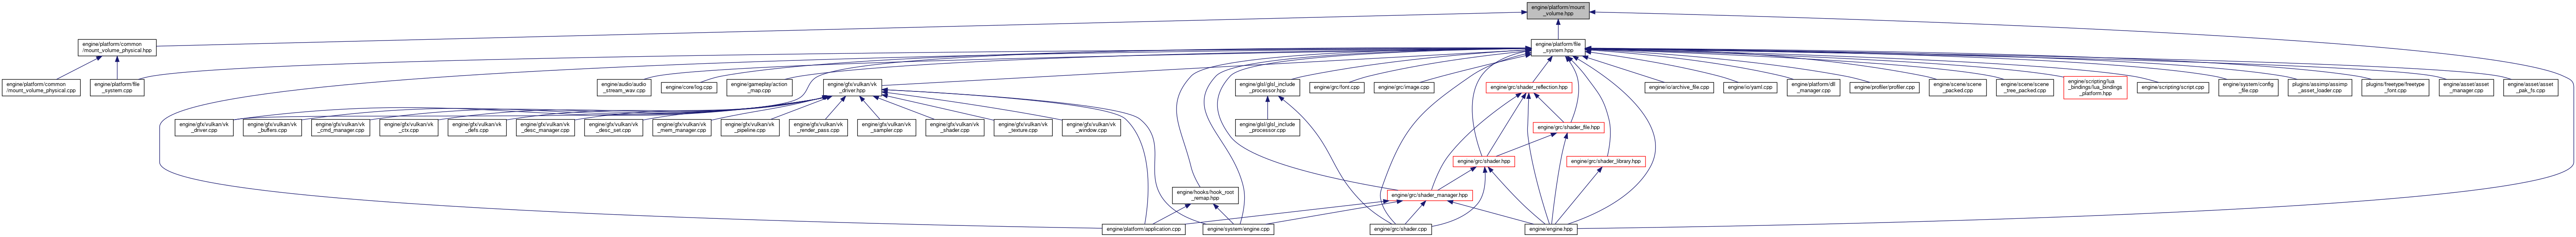 engine/platform/mount
_volume.hpp
engine/platform/common
/mount_volume_physical.hpp
engine/platform/file
_system.hpp
engine/platform/common
/mount_volume_physical.cpp
engine/platform/file
_system.cpp
engine/audio/audio
_stream_wav.cpp
engine/core/log.cpp
engine/gameplay/action
_map.cpp
engine/gfx/vulkan/vk
_driver.hpp
engine/glsl/glsl_include
_processor.hpp
engine/grc/font.cpp
engine/grc/image.cpp
engine/grc/shader_reflection.hpp
engine/io/archive_file.cpp
engine/io/yaml.cpp
engine/platform/dll
_manager.cpp
engine/profiler/profiler.cpp
engine/scene/scene
_packed.cpp
engine/scene/scene
_tree_packed.cpp
engine/scripting/lua
_bindings/lua_bindings
_platform.hpp
engine/scripting/script.cpp
engine/system/config
_file.cpp
plugins/assimp/assimp
_asset_loader.cpp
plugins/freetype/freetype
_font.cpp
engine/asset/asset
_manager.cpp
engine/asset/asset
_pak_fs.cpp
engine/gfx/vulkan/vk
_driver.cpp
engine/gfx/vulkan/vk
_buffers.cpp
engine/gfx/vulkan/vk
_cmd_manager.cpp
engine/gfx/vulkan/vk
_ctx.cpp
engine/gfx/vulkan/vk
_defs.cpp
engine/gfx/vulkan/vk
_desc_manager.cpp
engine/gfx/vulkan/vk
_desc_set.cpp
engine/gfx/vulkan/vk
_mem_manager.cpp
engine/gfx/vulkan/vk
_pipeline.cpp
engine/gfx/vulkan/vk
_render_pass.cpp
engine/gfx/vulkan/vk
_sampler.cpp
engine/gfx/vulkan/vk
_shader.cpp
engine/gfx/vulkan/vk
_texture.cpp
engine/gfx/vulkan/vk
_window.cpp
engine/glsl/glsl_include
_processor.cpp
engine/grc/shader_file.hpp
engine/grc/shader.hpp
engine/grc/shader_library.hpp
engine/hooks/hook_root
_remap.hpp
engine/grc/shader_manager.hpp
engine/platform/application.cpp
engine/system/engine.cpp
engine/grc/shader.cpp
engine/engine.hpp